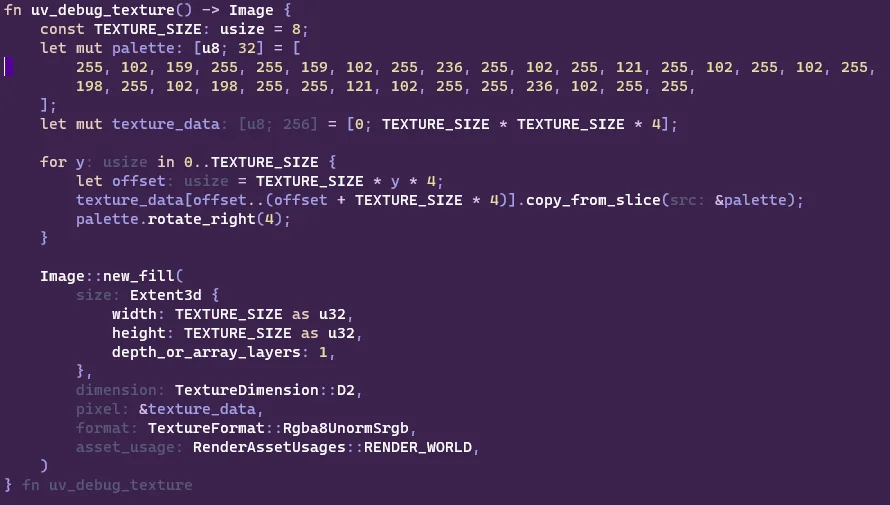 fn uv_debug_texture() -> Image {
    const TEXTURE_SIZE: usize = 8;
    let mut palette: [u8; 32] = [
        255, 102, 159, 255, 255, 159, 102, 255, 236, 255, 102, 255, 121, 255, 102, 255, 102, 255,
        198, 255, 102, 198, 255, 255, 121, 102, 255, 255, 236, 102, 255, 255,
    ];
    let mut texture_data: [u8; 256] = [0; TEXTURE_SIZE * TEXTURE_SIZE * 4];

    for y: usize in 0..TEXTURE_SIZE {
        let offset: usize = TEXTURE_SIZE * y * 4;
        texture_data[offset..(offset + TEXTURE_SIZE * 4)].copy_from_slice(src: &palette);
        palette.rotate_right(4);
    }

    Image::new_fill(
        size: Extent3d {
            width: TEXTURE_SIZE as u32,
            height: TEXTURE_SIZE as u32,
            depth_or_array_layers: 1,
        },
        dimension: TextureDimension::D2,
        pixel: &texture_data,
        format: TextureFormat::Rgba8UnormSrgb,
        asset_usage: RenderAssetUsages::RENDER_WORLD,
    )
} fn uv_debug_texture